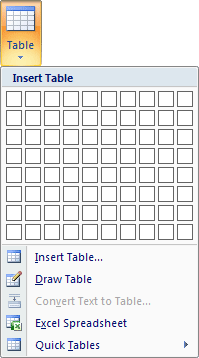 Table
Insert Table
Insert Table...
Draw Table
Convert Text to Table...
Excel Spreadsheet
Quick Tables